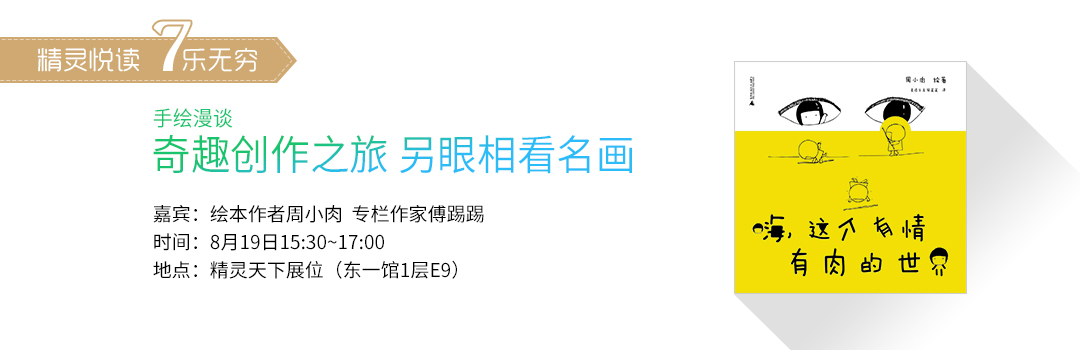 精灵悦读 7乐无穷
手绘漫谈
奇趣创作之旅 另眼相看名画
嘉宾：绘本作者周小肉 专栏作家傅踢踢
时间：8月19日15:30~17:00
地点：精灵天下展位（东一馆1层E9）
周小肉 绘著
嗨，这个有情
有肉的世